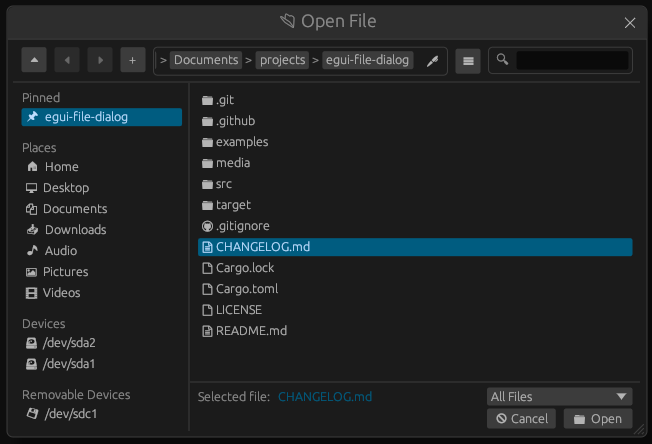 Open File
> Documents > projects > egui-file-dialog
Pinned
egui-file-dialog
Places
Home
Desktop
Documents
Downloads
Audio
Pictures
Videos
Devices
/dev/sda2
/dev/sda1
Removable Devices
/dev/sdc1
.git
.github
examples
media
src
target
.gitignore
CHANGELOG.md
Cargo.lock
Cargo.toml
LICENSE
README.md
Selected file: CHANGELOG.md
All Files
Cancel Open